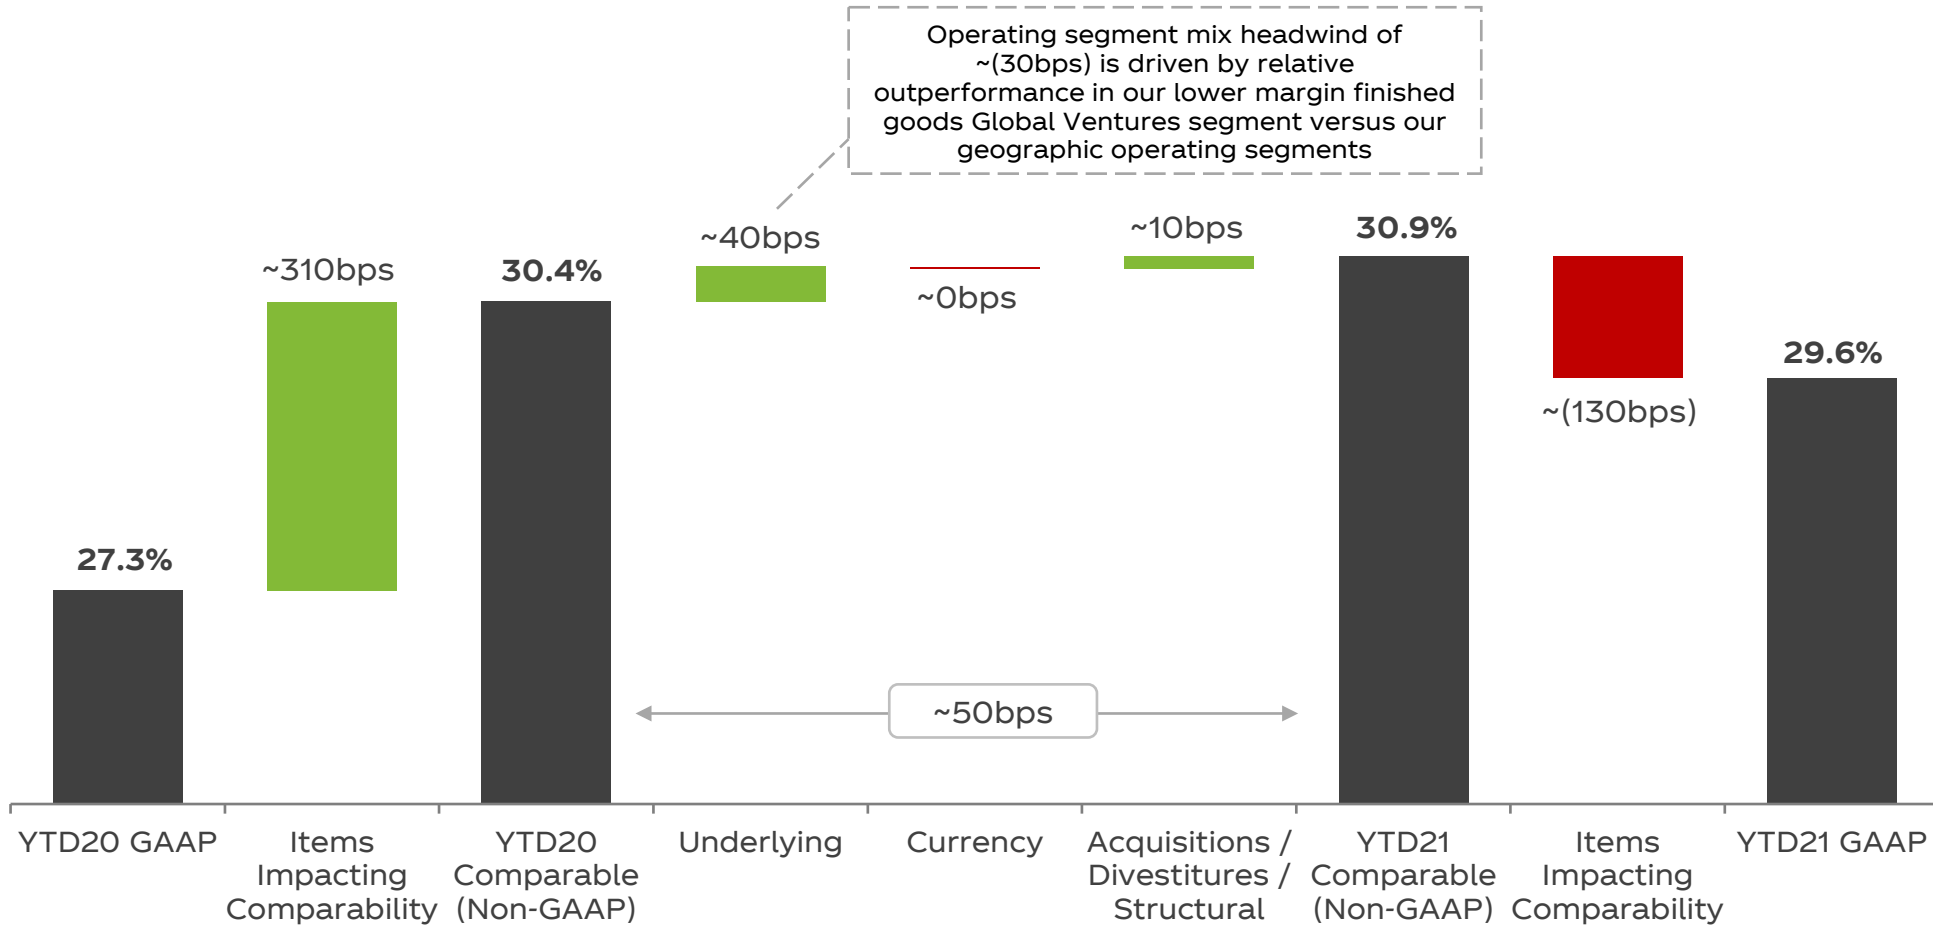 Operating segment mix headwind of
~(30bps) is driven by relative
outperformance in our lower margin finished
goods Global Ventures segment versus our
geographic operating segments
~310bps
30.4%
~40bps
~0bps
~10bps
30.9%
~(130bps)
29.6%
27.3%
~50bps
YTD20 GAAP
Items
Impacting
Comparability
YTD20
Comparable
(Non-GAAP)
Underlying
Currency
Acquisitions /
Divestitures /
Structural
YTD21
Comparable
(Non-GAAP)
Items
Impacting
Comparability
YTD21 GAAP